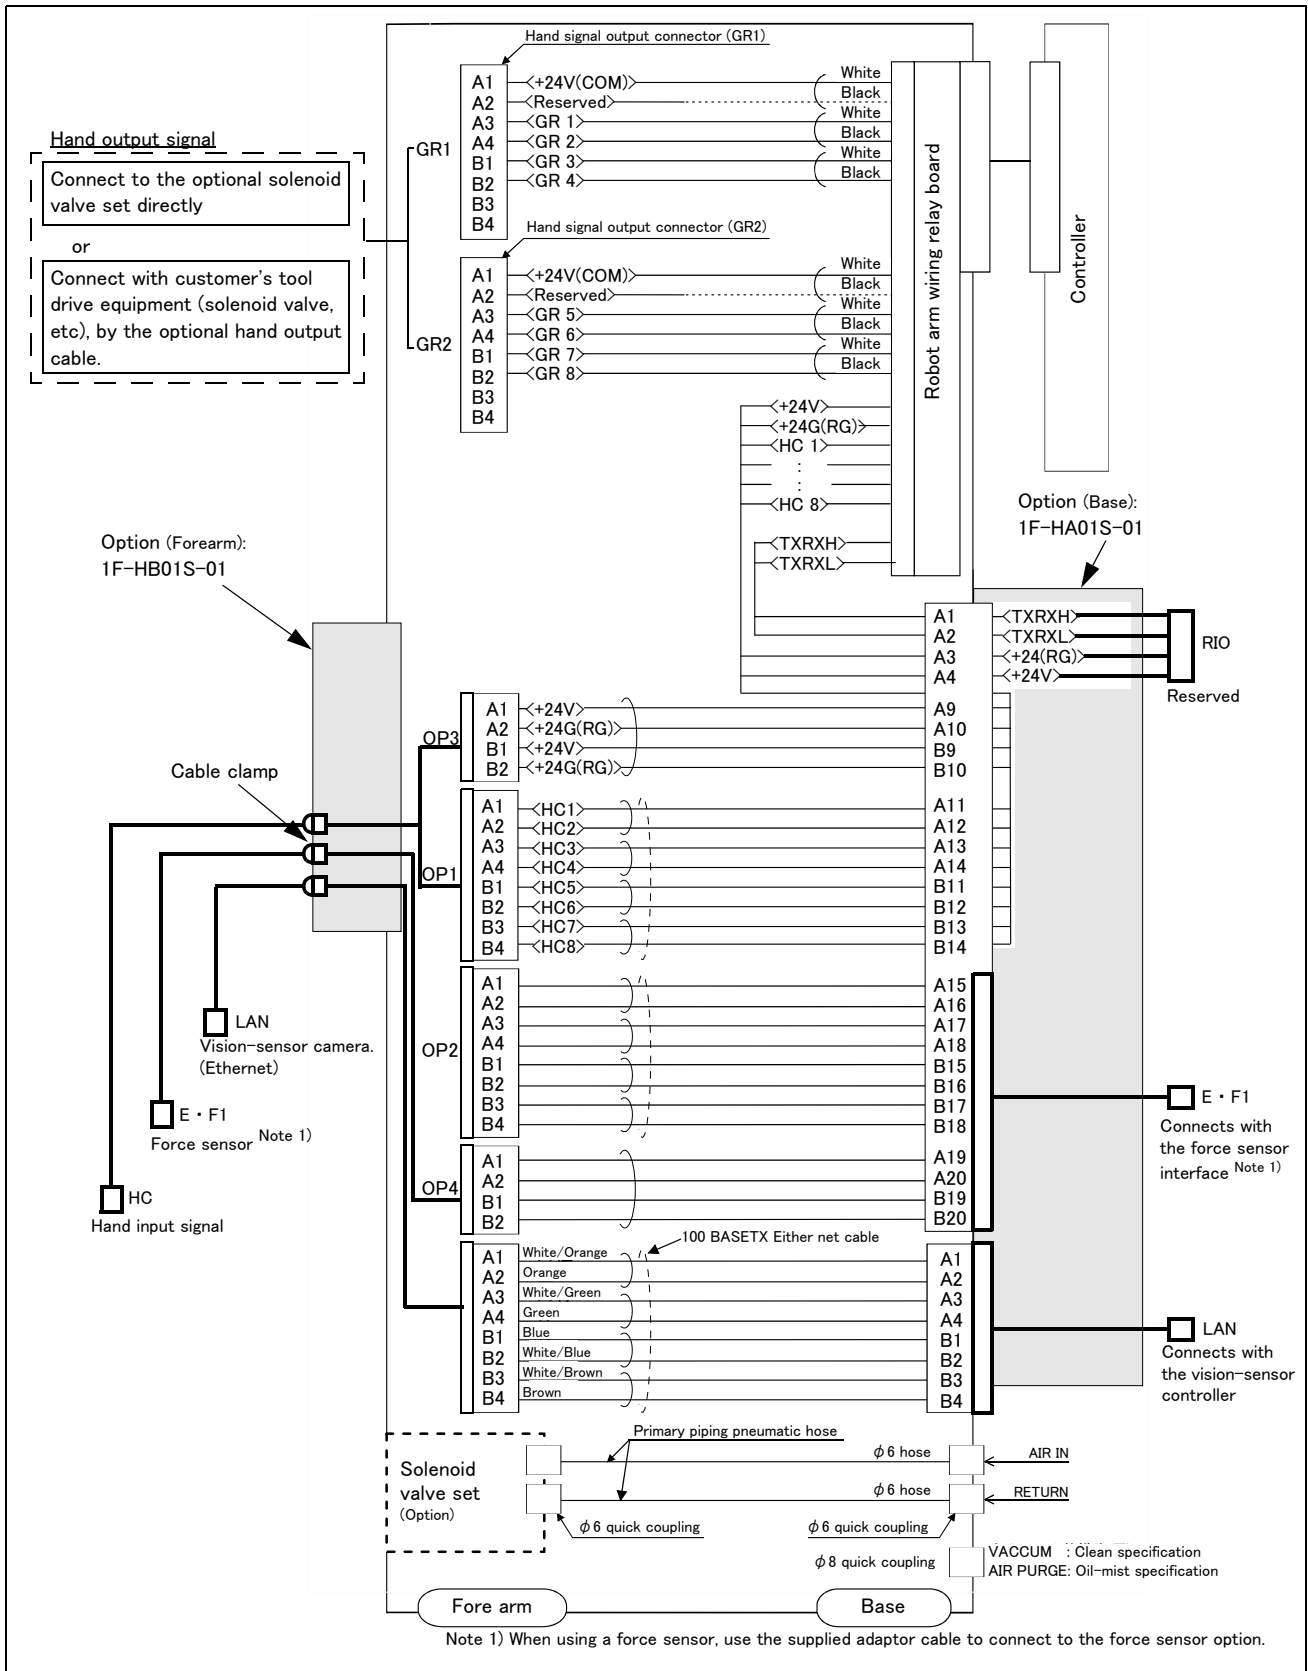 Hand signal output connector (GR1)
A1 <+24V(COM)> White
A2 <Reserved> Black
A3 <GR 1> White
A4 <GR 2> Black
B1 <GR 3> White
B2 <GR 4> Black
B3
B4
GR1
Hand output signal
Connect to the optional solenoid
valve set directly
or
Connect with customer's tool
drive equipment (solenoid valve,
etc), by the optional hand output
cable.
Hand signal output connector (GR2)
A1 <+24V(COM)> White
A2 <Reserved> Black
A3 <GR 5> White
A4 <GR 6> Black
B1 <GR 7> White
B2 <GR 8> Black
B3
B4
GR2
Robot arm wiring relay board
Controller
<+24V>
<+24G(RG)>
<HC 1>
:
:
<HC 8>
<TXRXH>
<TXRXL>
Option (Base):
1F-HA01S-01
Option (Forearm):
1F-HB01S-01
A1 <TXRXH>
A2 <TXRXL>
A3 <+24(RG)>
A4 <+24V>
RIO
Reserved
Cable clamp
OP3
A1 <+24V> A9
A2 <+24G(RG)> A10
B1 <+24V> B9
B2 <+24G(RG)> B10
OP1
A1 <HC1> A11
A2 <HC2> A12
A3 <HC3> A13
A4 <HC4> A14
B1 <HC5> B11
B2 <HC6> B12
B3 <HC7> B13
B4 <HC8> B14
OP2
A1 A15
A2 A16
A3 A17
A4 A18
B1 B15
B2 B16
B3 B17
B4 B18
OP4
A1 A19
A2 A20
B1 B19
B2 B20
LAN
Vision-sensor camera.
(Ethernet)
E・F1
Force sensor Note 1)
HC
Hand input signal
E・F1
Connects with
the force sensor
interface Note 1)
100 BASETX Either net cable
A1 White/Orange A1
A2 Orange A2
A3 White/Green A3
A4 Green A4
B1 Blue B1
B2 White/Blue B2
B3 White/Brown B3
B4 Brown B4
LAN
Connects with
the vision-sensor
controller
Primary piping pneumatic hose
Solenoid
valve set
(Option)
φ6 hose AIR IN
φ6 hose RETURN
φ6 quick coupling φ6 quick coupling
φ8 quick coupling
VACCUM : Clean specification
AIR PURGE: Oil-mist specification
Fore arm Base
Note 1) When using a force sensor, use the supplied adaptor cable to connect to the force sensor option.